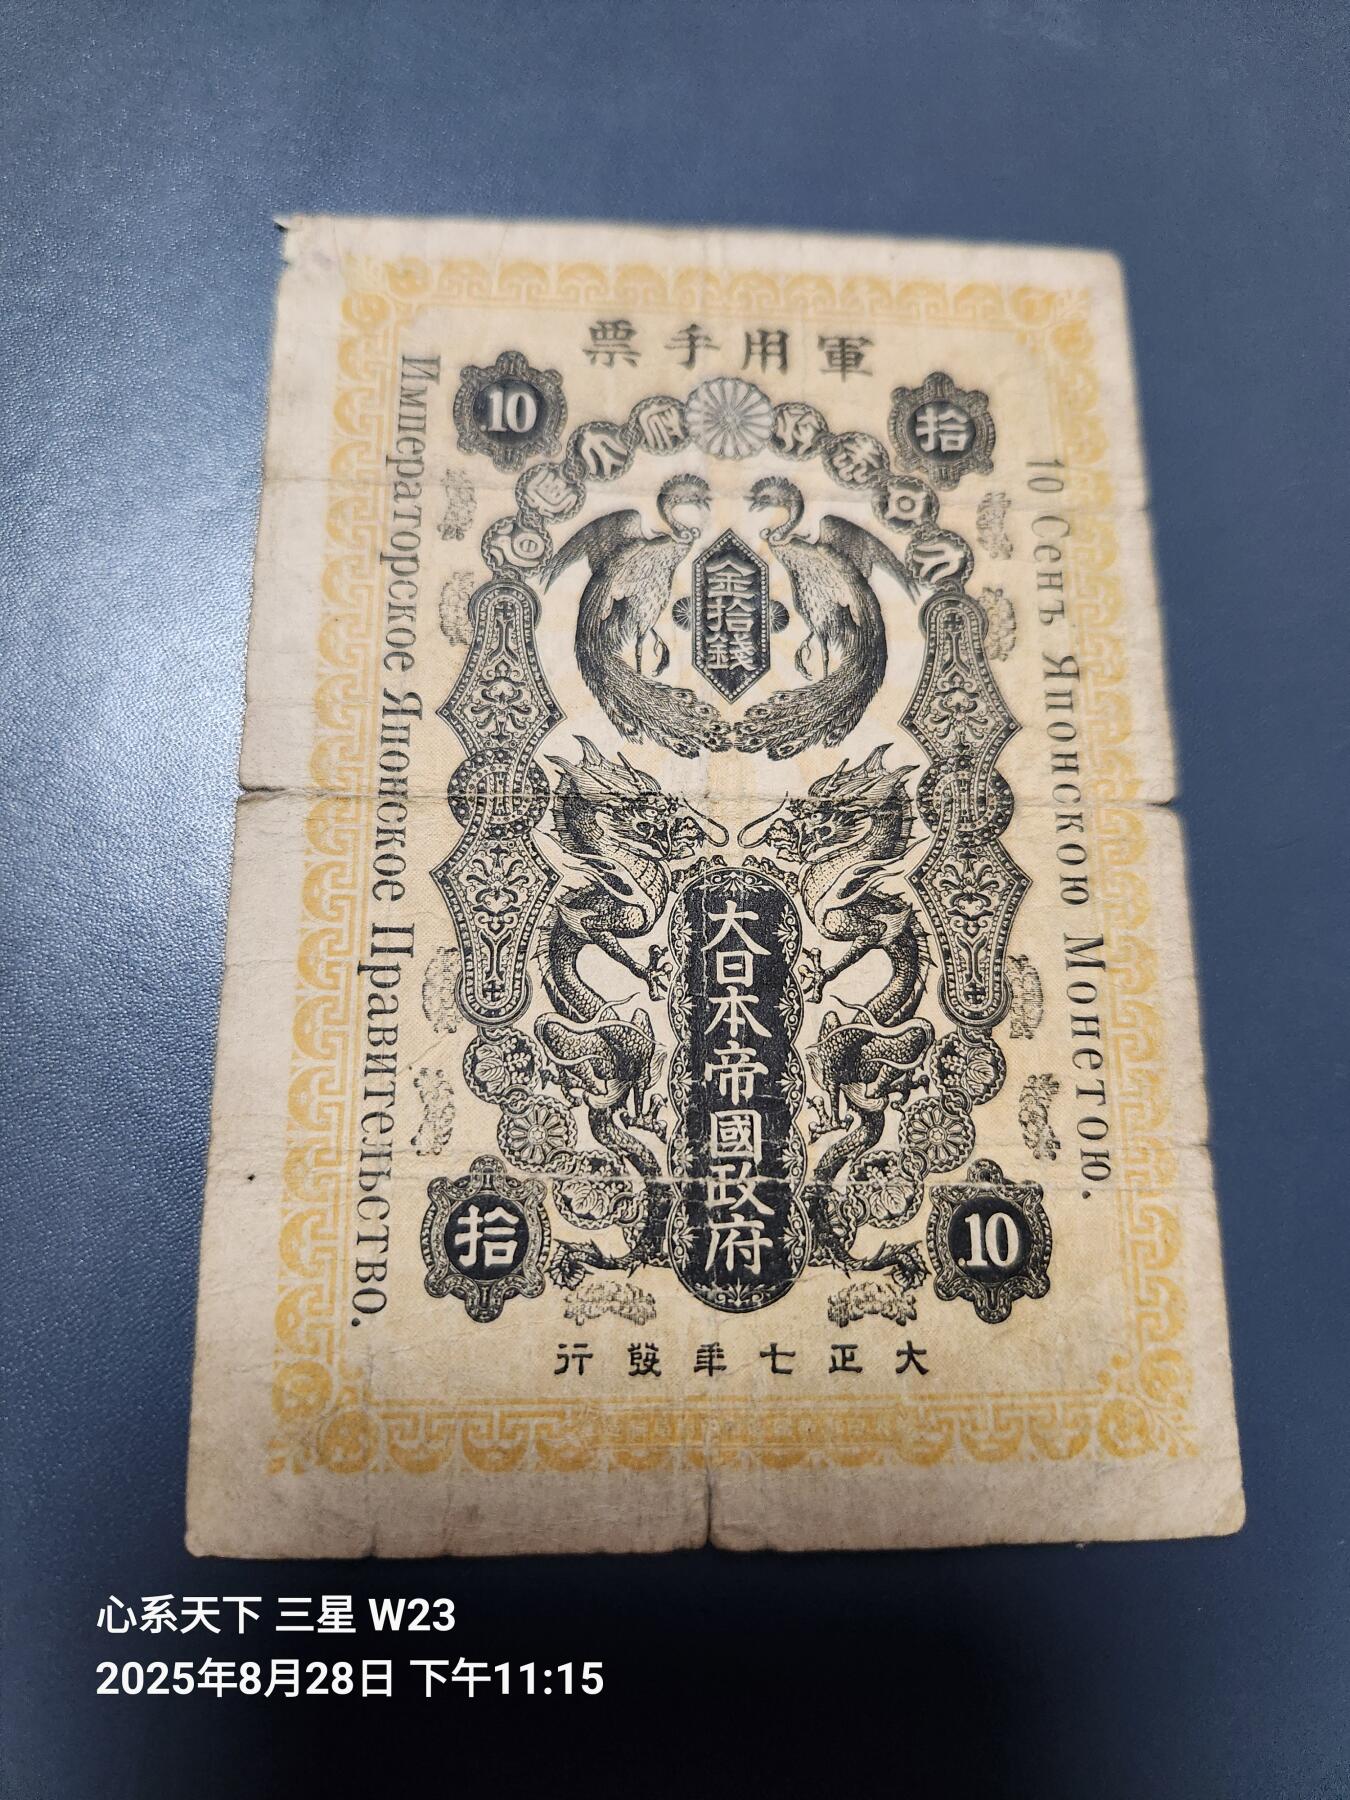 票手用軍
10
拾
金拾錢
Императорское Японское Правительство.
10 Сенъ Японскою Монетою.
大日本帝國政府
拾
10
行發年七正大
心系天下 三星 W23
2025年8月28日 下午11:15